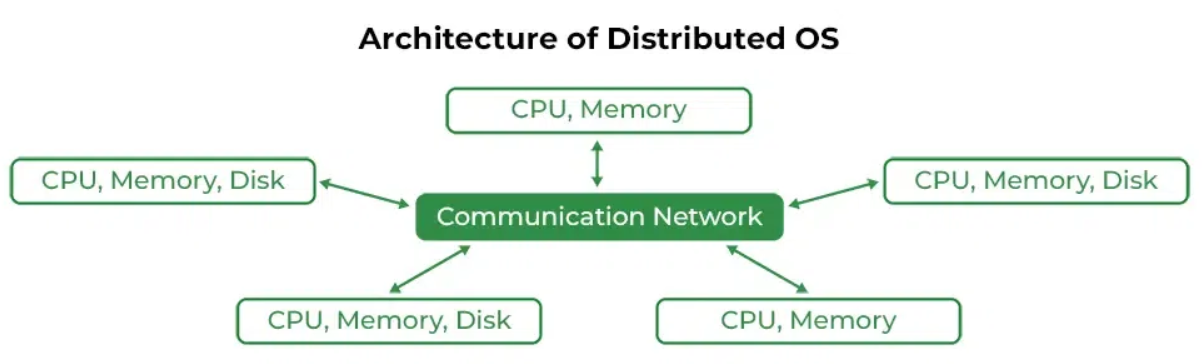 Architecture of Distributed OS
CPU, Memory
CPU, Memory, Disk
CPU, Memory, Disk
Communication Network
CPU, Memory, Disk
CPU, Memory